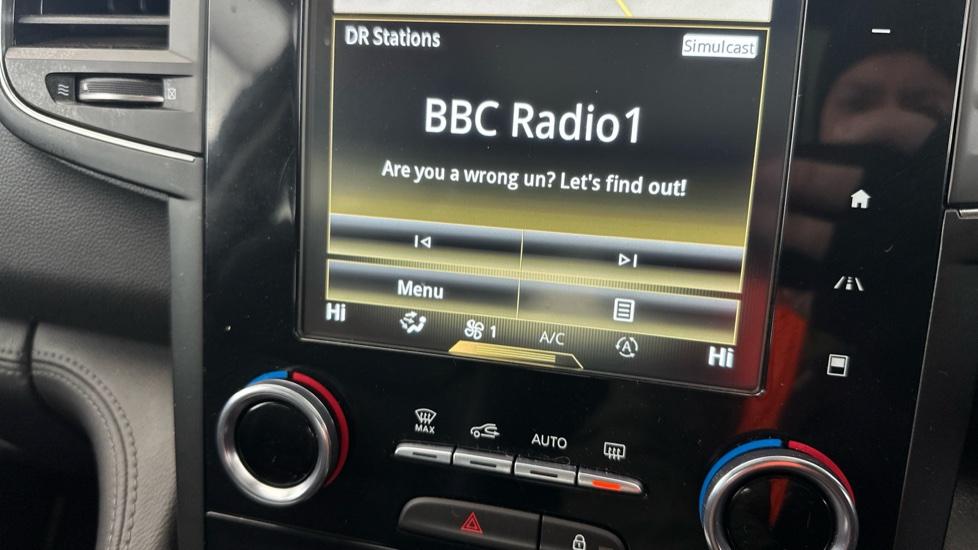 DR Stations
Simulcast
BBC Radio1
Are you a wrong un? Let's find out!
Menu
Hi
1
A/C
A
Hi
MAX
AUTO